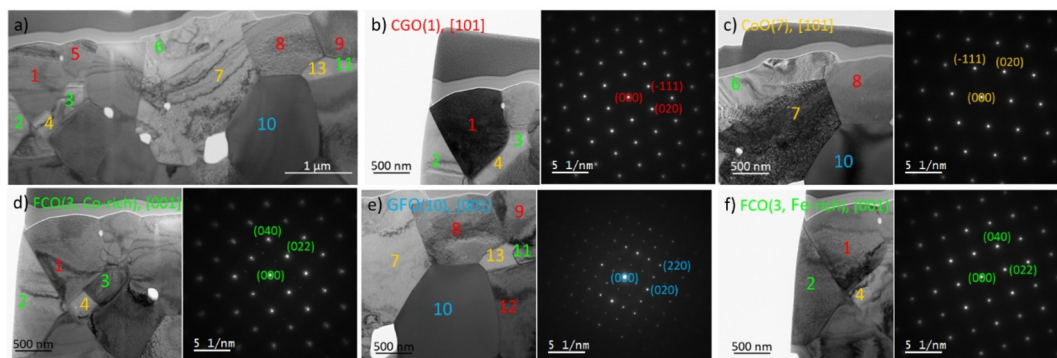 a)
5
6
8
9
1
7
13
11
3
2
4
10
1 µm
b) CGO(1), [101]
1
3
2
4
500 nm
(-111)
(000)
(020)
5 1/nm
c) CoO(7), [101]
6
8
7
10
500 nm
(-111)
(020)
(000)
5 1/nm
d) FCO(3, Co-rich), [001]
1
3
2
4
500 nm
(040)
(022)
(000)
5 1/nm
e) GFO(10), [001]
9
8
7
13
11
10
12
500 nm
(220)
(000)
(020)
5 1/nm
f) FCO(3, Fe-rich), [001]
1
2
4
500 nm
(040)
(000)
(022)
5 1/nm